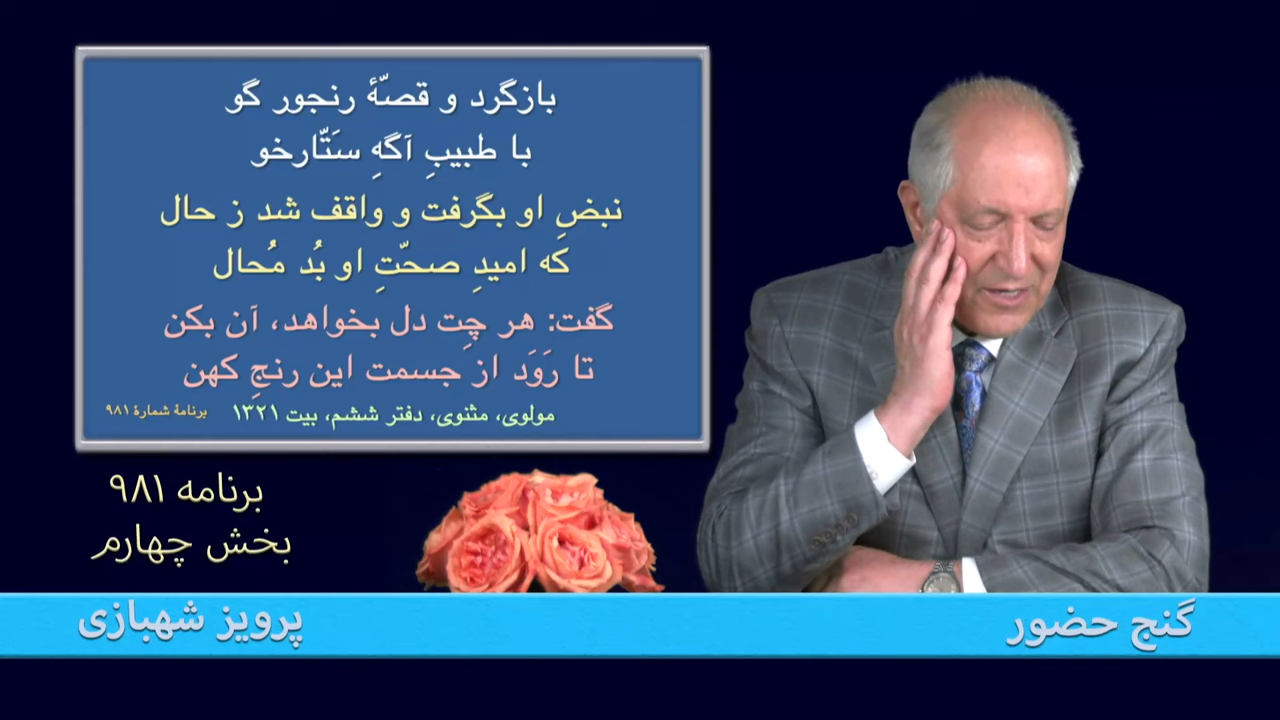 بازگرد و قصّهٔ رنجور گو
با طبیبِ آگهِ ستَّارخو
نبضِ او بگرفت و واقف شد ز حال
که امیدِ صحّتِ او بُد مُحال
گفت: هر چِت دل بخواهد، آن بکن
تا رَوَد از جسمت این رنجِ کهن
مولوی، مثنوی، دفتر ششم، بیت ۱۳۲۱
برنامهٔ شمارهٔ ۹۸۱
برنامه ۹۸۱
بخش چهارم
گنج حضور
پرویز شهبازی